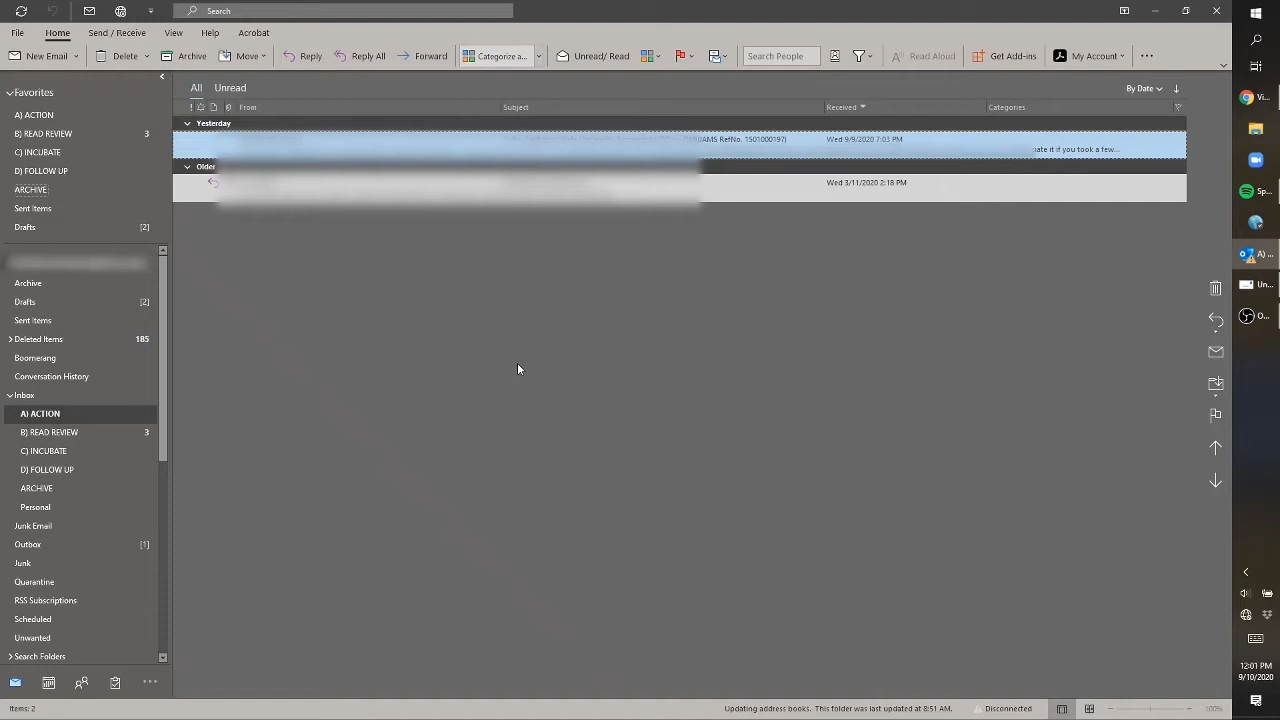 Search
File Home Send / Receive View Help Acrobat
New Email Delete Archive Move Reply Reply All Forward Categorize a... Unread/ Read Search People Read Aloud Get Add-ins My Account
Favorites
A) ACTION
B) READ REVIEW 3
C) INCUBATE
D) FOLLOW UP
ARCHIVE
Sent Items
Drafts [2]
Archive
Drafts [2]
Sent Items
Deleted Items 185
Boomerang
Conversation History
Inbox
A) ACTION
B) READ REVIEW 3
C) INCUBATE
D) FOLLOW UP
ARCHIVE
Personal
Junk Email
Outbox [1]
Junk
Quarantine
RSS Subscriptions
Scheduled
Unwanted
Search Folders
All Unread By Date
From Subject Received Categories
Yesterday
RefNo. 1501000197) Wed 9/9/2020 7:03 PM
it if you took a few...
Older
Wed 3/11/2020 2:18 PM
Vi...
Sp...
A) ...
Un...
O...
12:01 PM
9/10/2020
Items: 2 Updating address books. This folder was last updated at 8:51 AM. Disconnected 100%